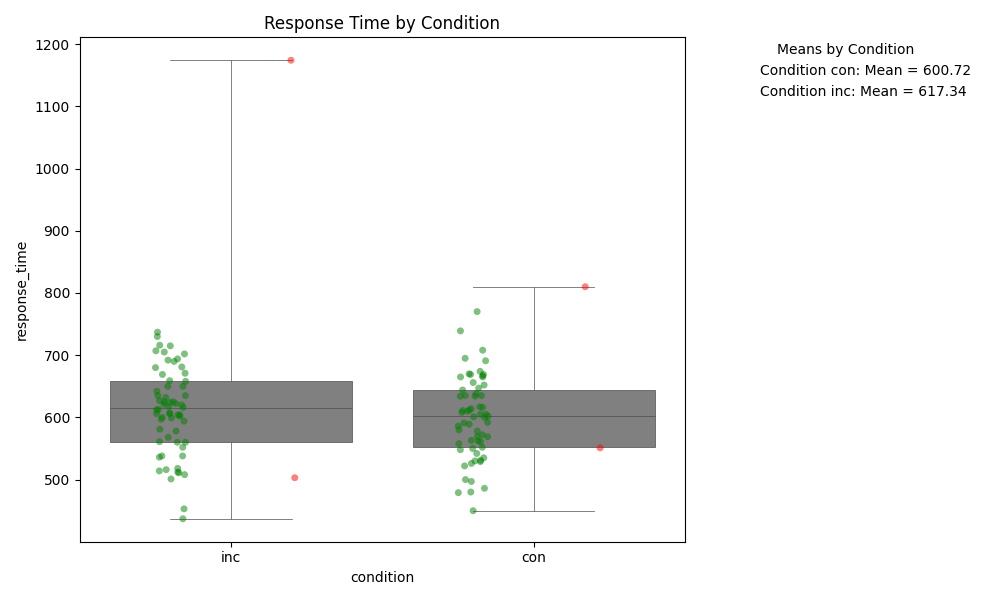 Response Time by Condition
Means by Condition
Condition con: Mean = 600.72
Condition inc: Mean = 617.34
1200
1100
1000
900
800
700
600
500
response_time
inc con
condition